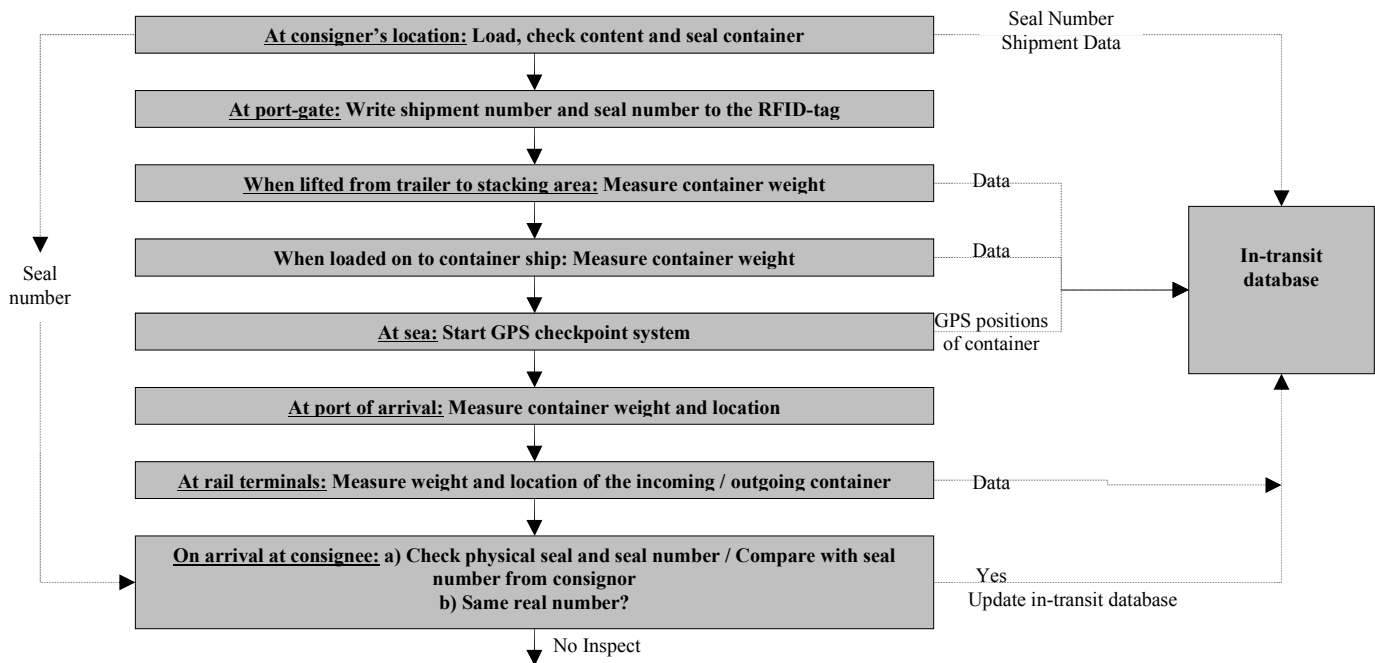 Seal Number
Shipment Data
At consigner's location: Load, check content and seal container
At port-gate: Write shipment number and seal number to the RFID-tag
When lifted from trailer to stacking area: Measure container weight
Data
When loaded on to container ship: Measure container weight
Data
In-transit
database
Seal
number
At sea: Start GPS checkpoint system
GPS positions
of container
At port of arrival: Measure container weight and location
At rail terminals: Measure weight and location of the incoming / outgoing container
Data
On arrival at consignee: a) Check physical seal and seal number / Compare with seal
number from consignor
b) Same real number?
Yes
Update in-transit database
No Inspect